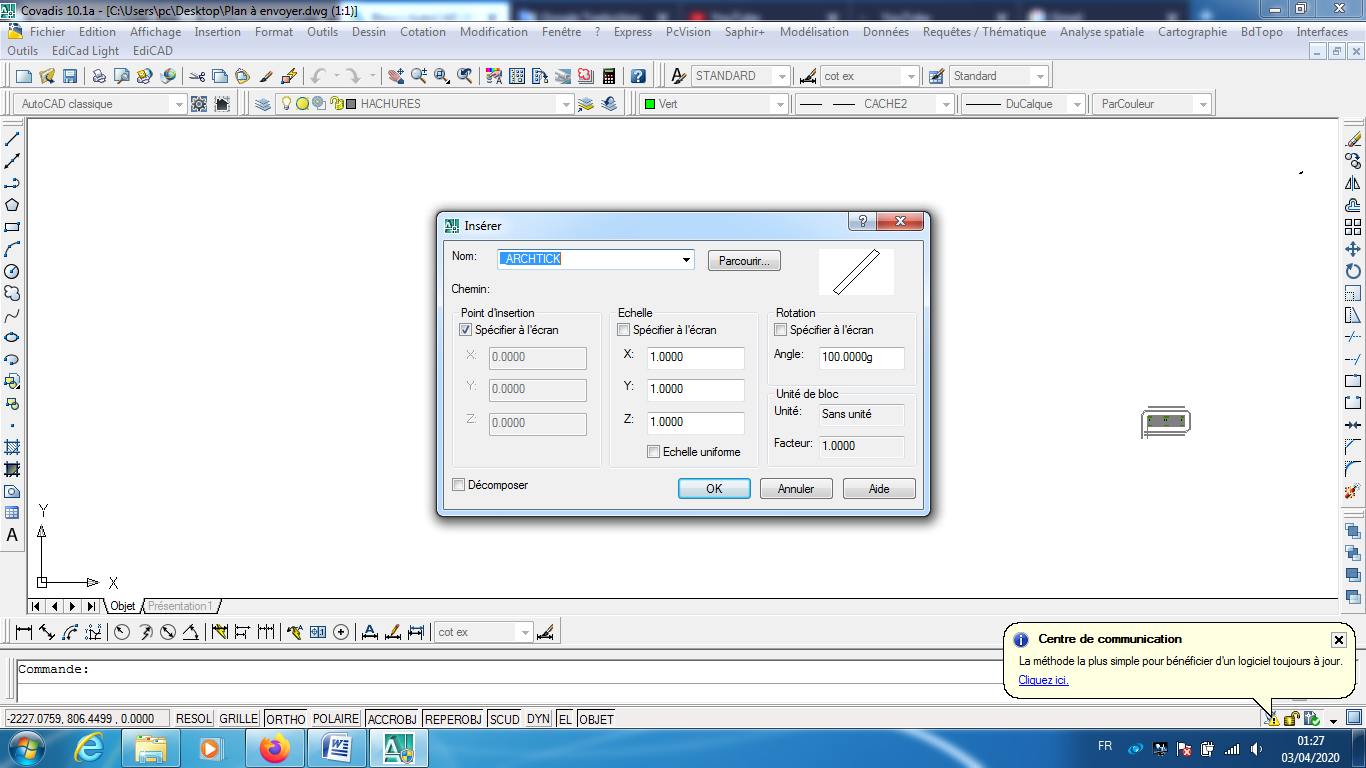 Covadis 10.1a - [C:\Users\pc\Desktop\Plan à envoyer.dwg (1:1)]
Fichier Edition Affichage Insertion Format Outils Dessin Cotation Modification Fenêtre ? Express PcVision Saphir+ Modélisation Données Requêtes / Thématique Analyse spatiale Cartographie BdTopo Interfaces
Outils EdiCad Light EdiCAD
STANDARD cot ex Standard
AutoCAD classique HACHURES Vert CACHE2 DuCalque ParCouleur
Insérer
Nom: _ARCHTICK Parcourir...
Chemin:
Point d'insertion Echelle Rotation
Spécifier à l'écran Spécifier à l'écran Spécifier à l'écran
X: 0.0000 X: 1.0000 Angle: 100.0000g
Y: 0.0000 Y: 1.0000 Unité de bloc
Unité: Sans unité
Z: 0.0000 Z: 1.0000
Facteur: 1.0000
Echelle uniforme
Décomposer OK Annuler Aide
Y
X
Objet Présentation1
cot ex
Commande:
Centre de communication
La méthode la plus simple pour bénéficier d'un logiciel toujours à jour.
Cliquez ici.
-2227.0759, 806.4499 , 0.0000 RESOL GRILLE ORTHO POLAIRE ACCROBJ REPEROBJ SCUD DYN EL OBJET
FR 01:27
03/04/2020